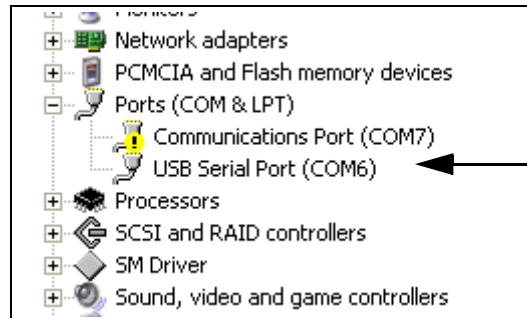 Monitors
Network adapters
PCMCIA and Flash memory devices
Ports (COM & LPT)
Communications Port (COM7)
USB Serial Port (COM6)
Processors
SCSI and RAID controllers
SM Driver
Sound, video and game controllers